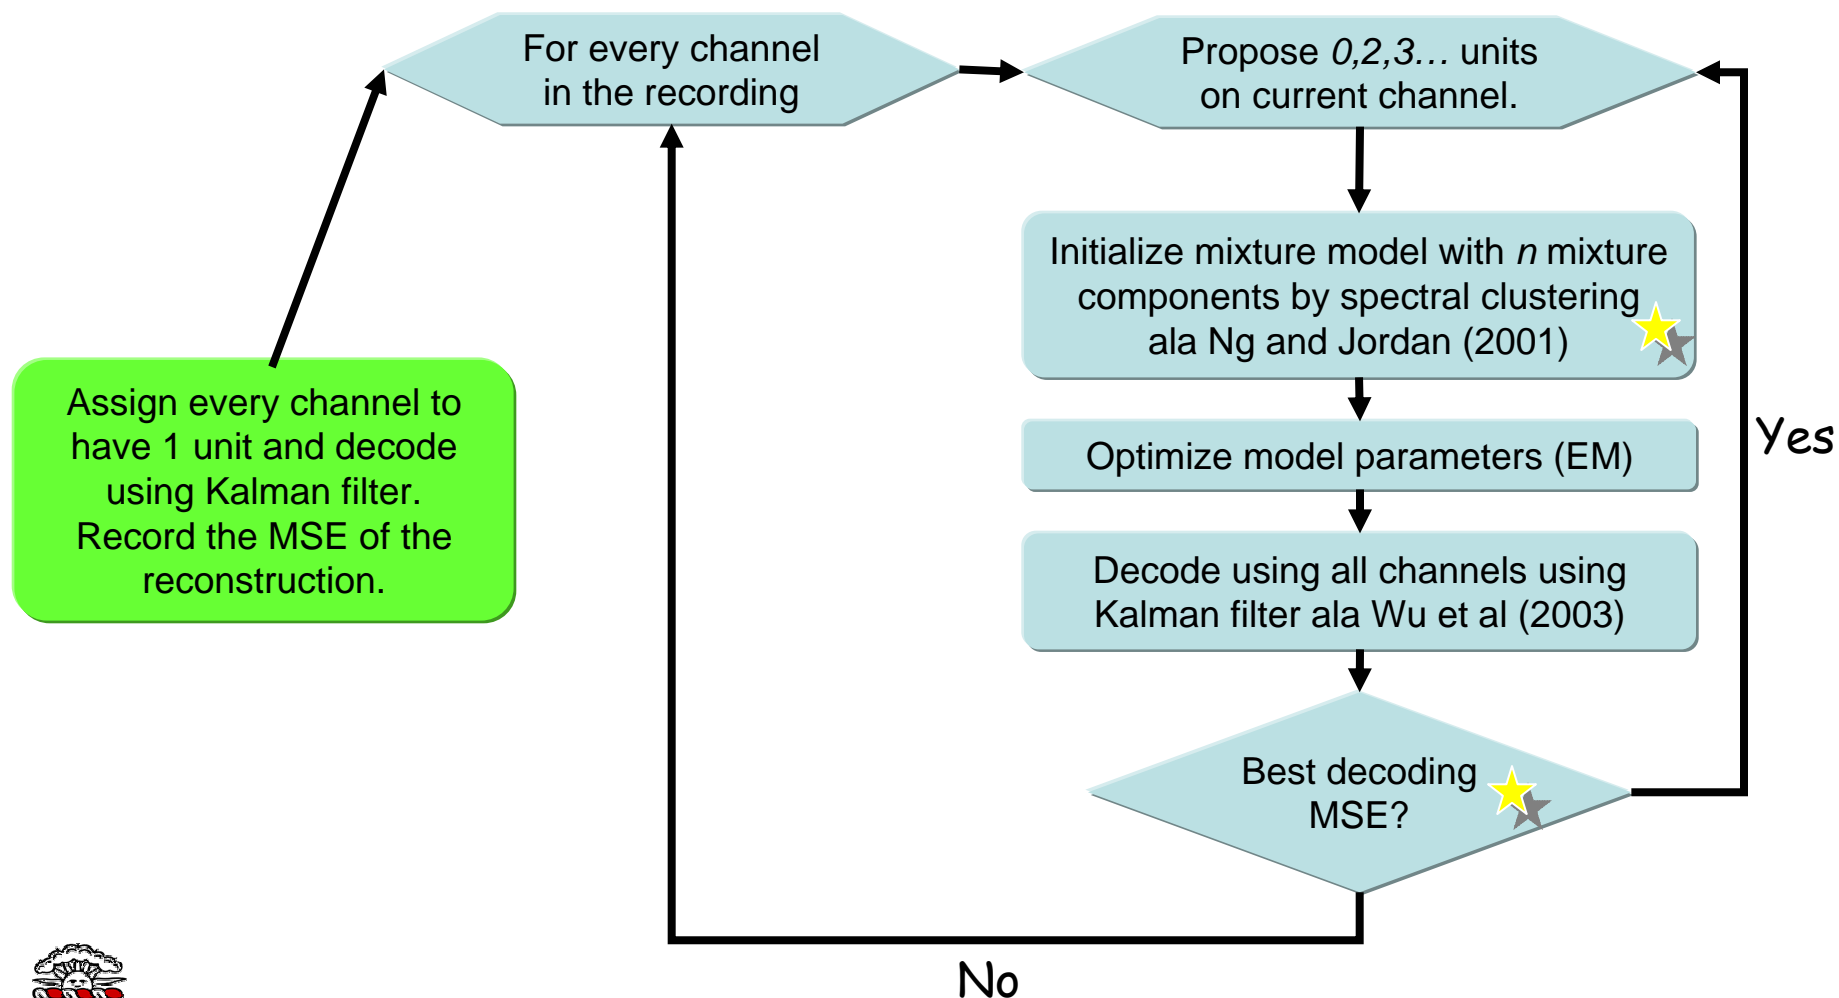 For every channel
in the recording
Propose 0,2,3... units
on current channel.
Initialize mixture model with n mixture
components by spectral clustering
ala Ng and Jordan (2001)
Assign every channel to
have 1 unit and decode
using Kalman filter.
Record the MSE of the
reconstruction.
Optimize model parameters (EM)
Yes
Decode using all channels using
Kalman filter ala Wu et al (2003)
Best decoding
MSE?
No